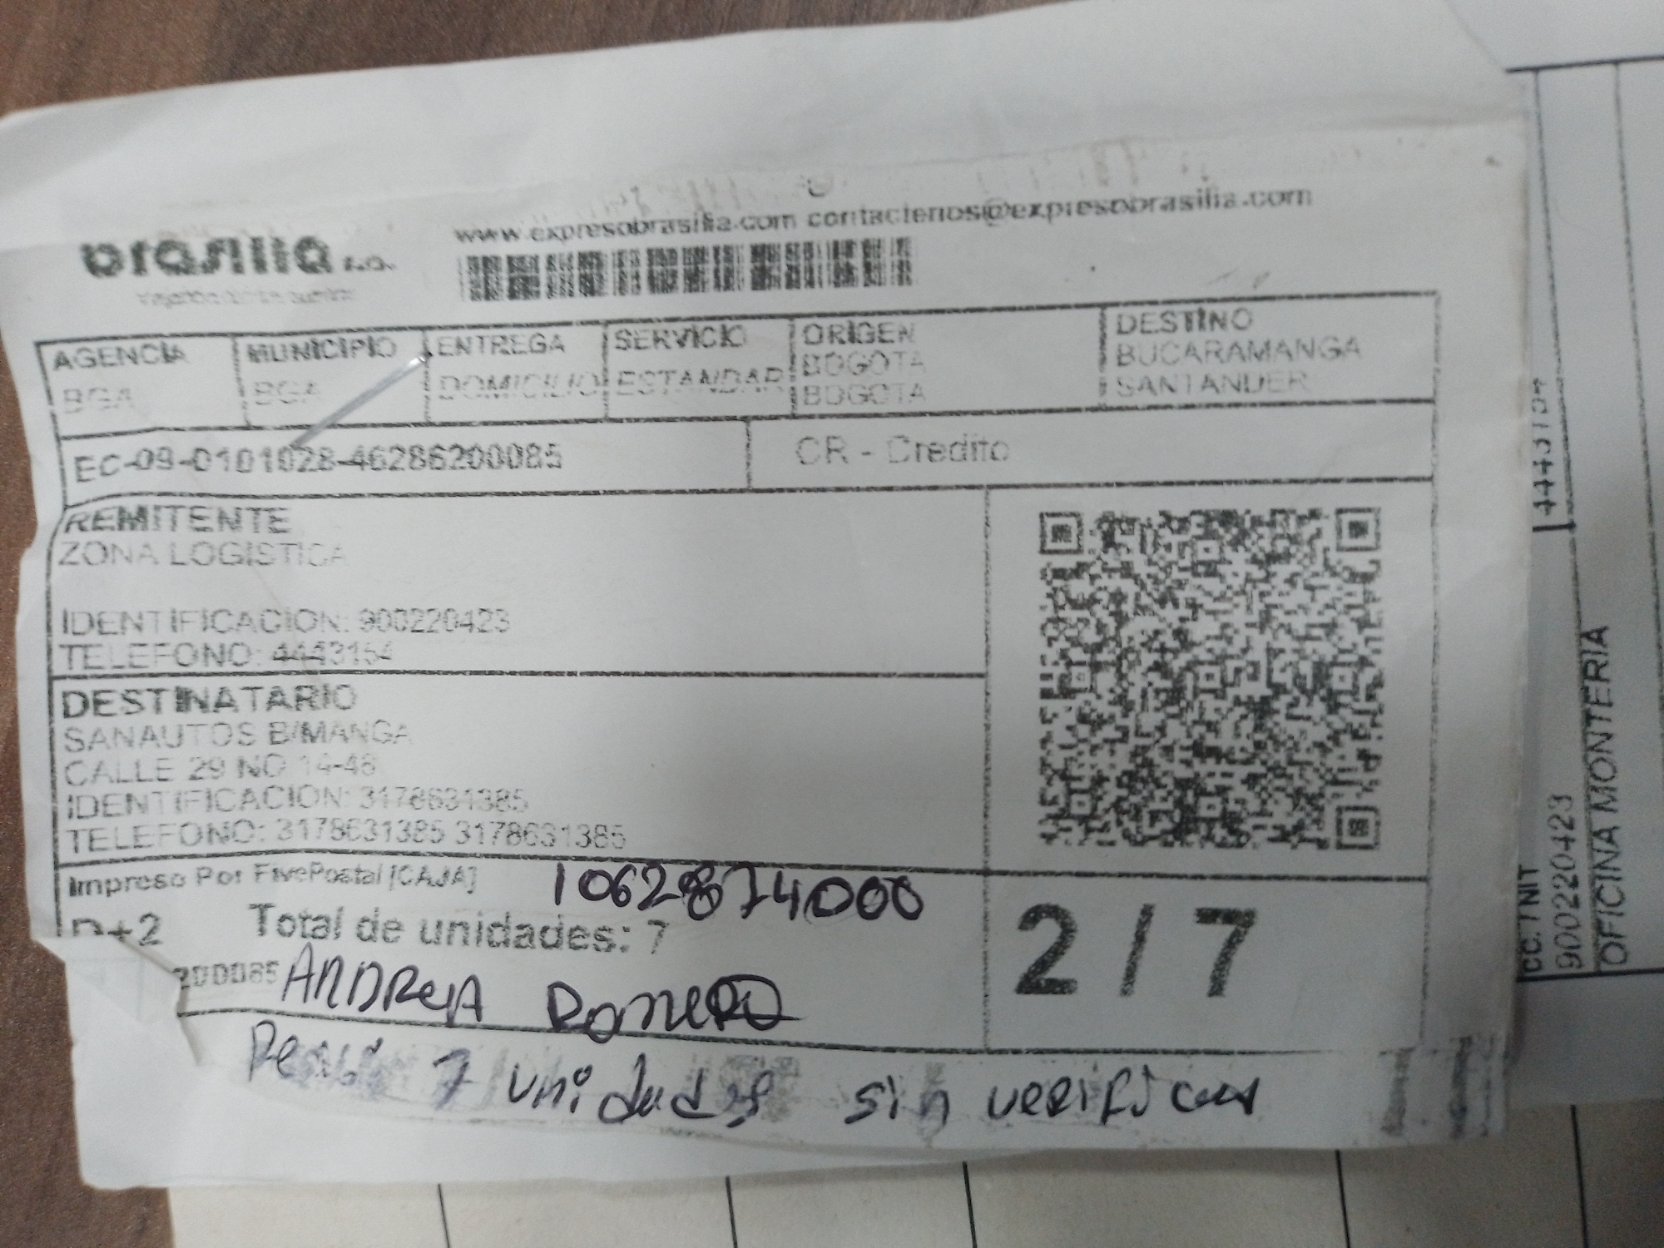 brasilia s.a.
www.expresobrasilia.com contactenos@expresobrasilia.com
AGENCIA
BGA
MUNICIPIO
BGA
ENTREGA
DOMICILIO
SERVICIO
ESTANDAR
ORIGEN
BOGOTA
BOGOTA
DESTINO
BUCARAMANGA
SANTANDER
EC-09-0101028-46286200085
CR - Credito
REMITENTE
ZONA LOGISTICA
IDENTIFICACION: 900220423
TELEFONO: 4443154
DESTINATARIO
SANAUTOS B/MANGA
CALLE 29 NO 14-48
IDENTIFICACION: 3178631385
TELEFONO: 3178631385 3178631385
Impreso Por FivePostal [CAJA]
1062874000
D+2
Total de unidades: 7
200085
ANDREA ROMERO
2 / 7
7 unidades sin verificar
4443154
CC. / NIT
900220423
OFICINA MONTERIA